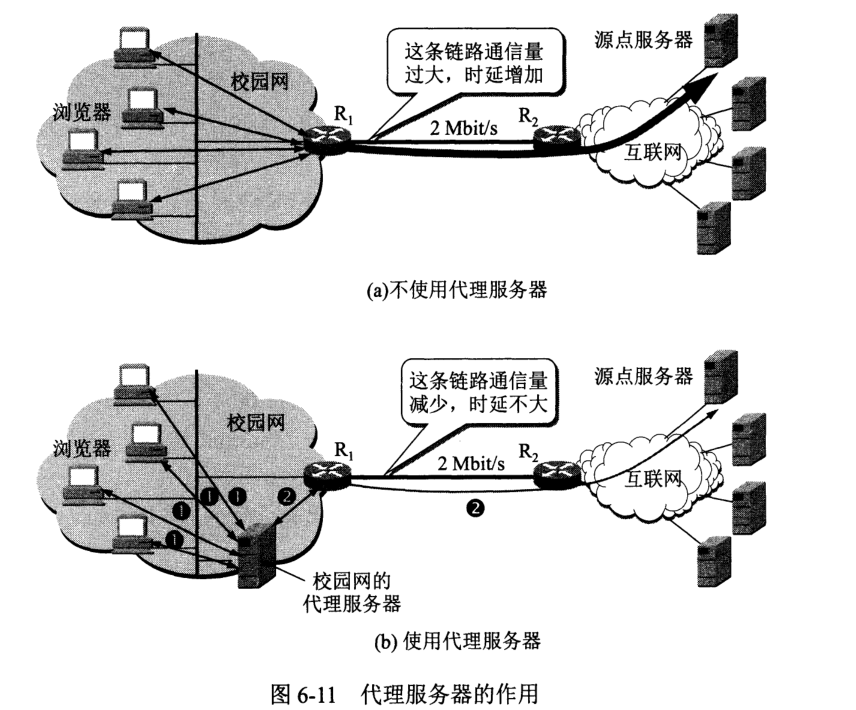 这条链路通信量
过大，时延增加
源点服务器
校园网
浏览器
R₁
2 Mbit/s
R₂
互联网
(a)不使用代理服务器
这条链路通信量
减少，时延不大
源点服务器
校园网
浏览器
R₁
2 Mbit/s
R₂
互联网
❶ ❶ ❶ ❷
❷
❶
校园网的
代理服务器
(b) 使用代理服务器
图 6-11 代理服务器的作用